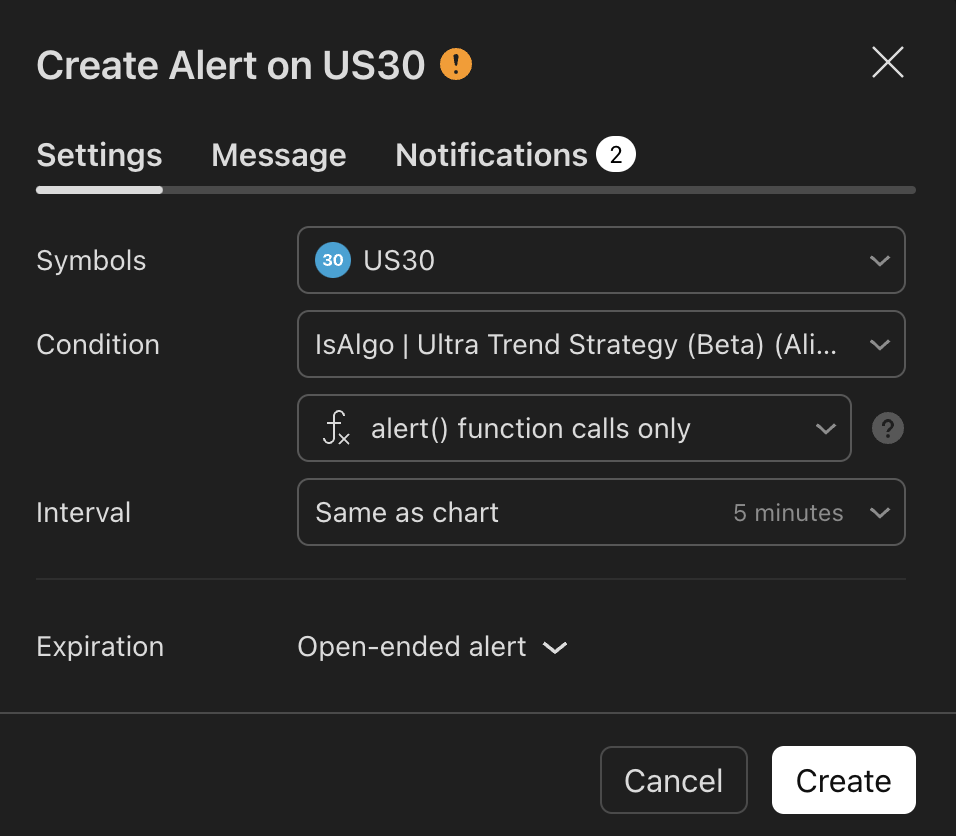 Create Alert on US30 !
Settings Message Notifications 2
Symbols 30 US30
Condition IsAlgo | Ultra Trend Strategy (Beta) (Ali...
fx alert() function calls only ?
Interval Same as chart 5 minutes
Expiration Open-ended alert
Cancel Create